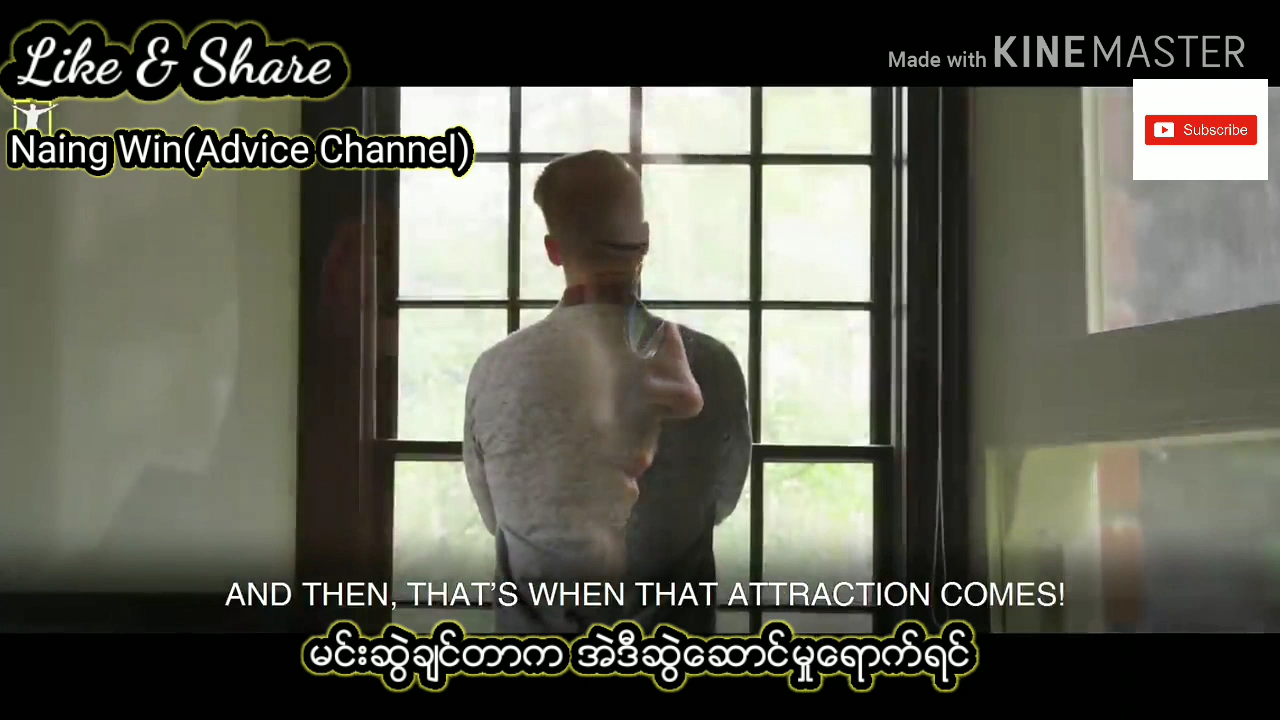 Like & Share
Made with KINEMASTER
Subscribe
Naing Win(Advice Channel)
AND THEN, THAT'S WHEN THAT ATTRACTION COMES!
မင်းဆွဲချင်တာက အဲဒီဆွဲဆောင်မှုရောက်ရင်